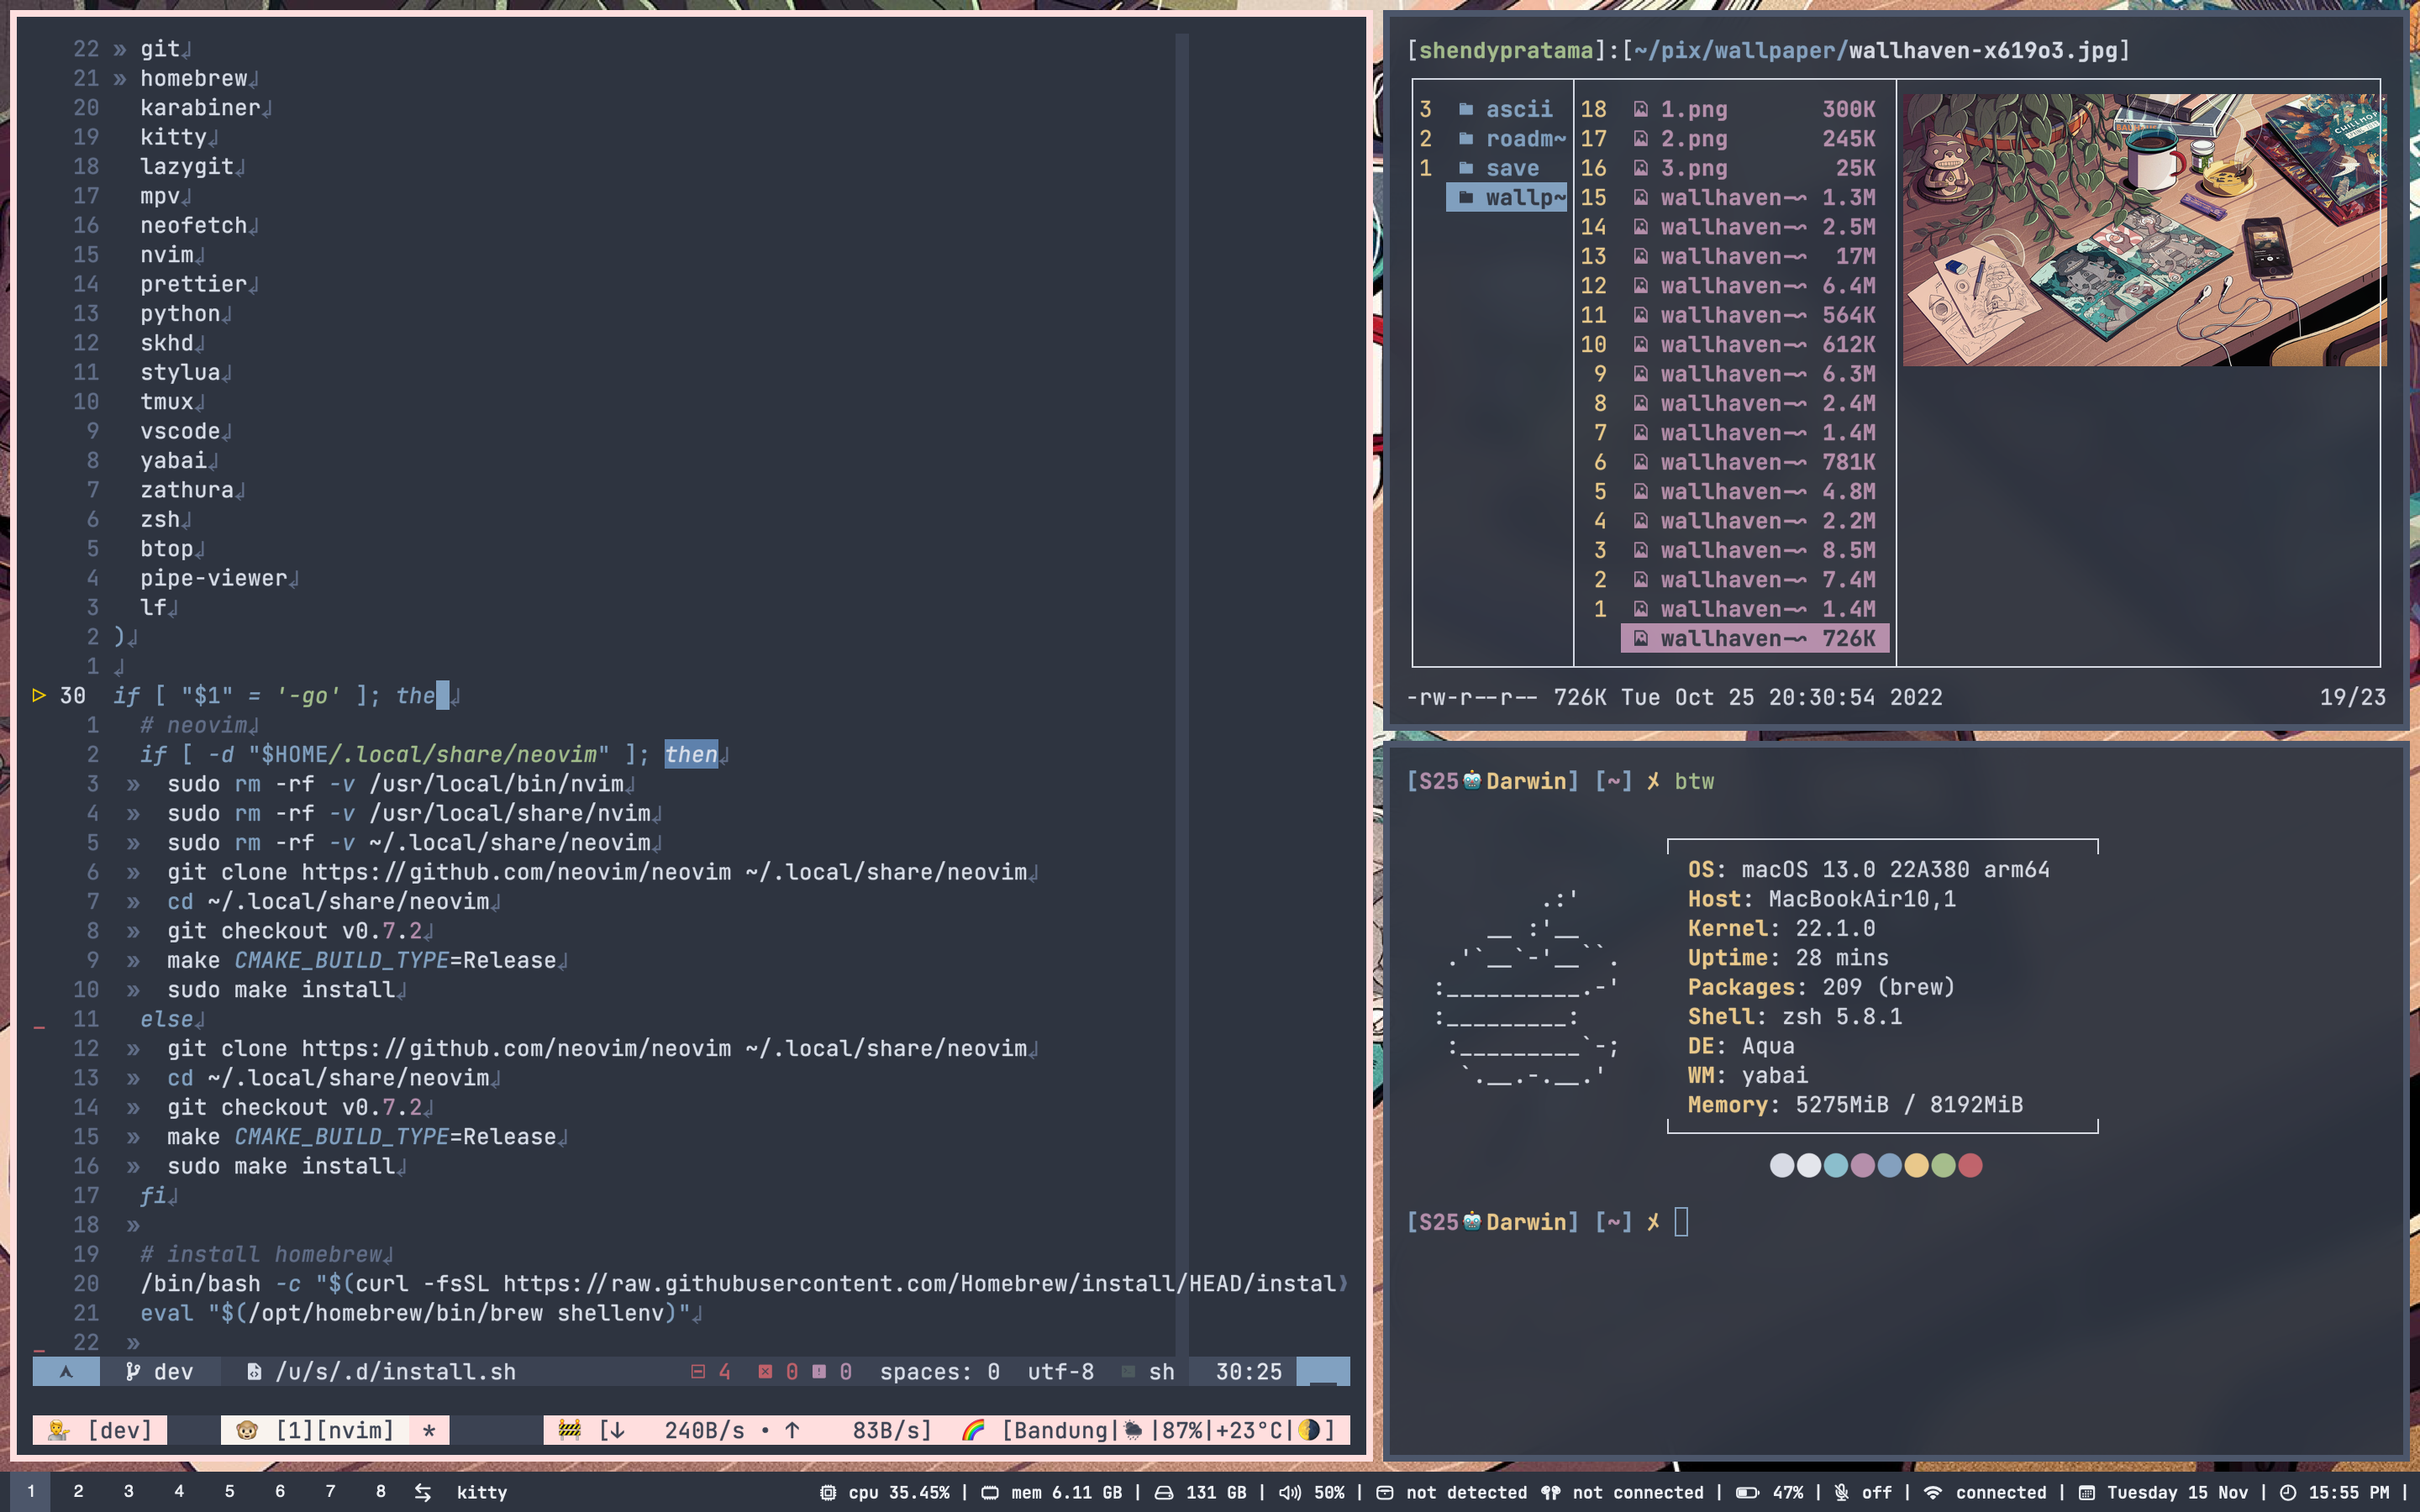 22 » git
21 » homebrew
20 karabiner
19 kitty
18 lazygit
17 mpv
16 neofetch
15 nvim
14 prettier
13 python
12 skhd
11 stylua
10 tmux
9 vscode
8 yabai
7 zathura
6 zsh
5 btop
4 pipe-viewer
3 lf
2 )
1
30 if [ "$1" = '-go' ]; the
1 # neovim
2 if [ -d "$HOME/.local/share/neovim" ]; then
3 » sudo rm -rf -v /usr/local/bin/nvim
4 » sudo rm -rf -v /usr/local/share/nvim
5 » sudo rm -rf -v ~/.local/share/neovim
6 » git clone https://github.com/neovim/neovim ~/.local/share/neovim
7 » cd ~/.local/share/neovim
8 » git checkout v0.7.2
9 » make CMAKE_BUILD_TYPE=Release
10 » sudo make install
11 else
12 » git clone https://github.com/neovim/neovim ~/.local/share/neovim
13 » cd ~/.local/share/neovim
14 » git checkout v0.7.2
15 » make CMAKE_BUILD_TYPE=Release
16 » sudo make install
17 fi
18 »
19 # install homebrew
20 /bin/bash -c "$(curl -fsSL https://raw.githubusercontent.com/Homebrew/install/HEAD/instal
21 eval "$(/opt/homebrew/bin/brew shellenv)"
22 »
dev /u/s/.d/install.sh 4 0 0 spaces: 0 utf-8 sh 30:25
[dev] [1][nvim] * [↓ 240B/s • ↑ 83B/s] [Bandung| |87%|+23°C| ]
[shendypratama]:[~/pix/wallpaper/wallhaven-x619o3.jpg]
3 ascii 18 1.png 300K
2 roadm~ 17 2.png 245K
1 save 16 3.png 25K
wallp~ 15 wallhaven-~ 1.3M
14 wallhaven-~ 2.5M
13 wallhaven-~ 17M
12 wallhaven-~ 6.4M
11 wallhaven-~ 564K
10 wallhaven-~ 612K
9 wallhaven-~ 6.3M
8 wallhaven-~ 2.4M
7 wallhaven-~ 1.4M
6 wallhaven-~ 781K
5 wallhaven-~ 4.8M
4 wallhaven-~ 2.2M
3 wallhaven-~ 8.5M
2 wallhaven-~ 7.4M
1 wallhaven-~ 1.4M
wallhaven-~ 726K
-rw-r--r-- 726K Tue Oct 25 20:30:54 2022 19/23
[S25 Darwin] [~] btw
OS: macOS 13.0 22A380 arm64
Host: MacBookAir10,1
Kernel: 22.1.0
Uptime: 28 mins
Packages: 209 (brew)
Shell: zsh 5.8.1
DE: Aqua
WM: yabai
Memory: 5275MiB / 8192MiB
[S25 Darwin] [~]
1 2 3 4 5 6 7 8 kitty cpu 35.45% | mem 6.11 GB | 131 GB | 50% | not detected not connected | 47% | off | connected | Tuesday 15 Nov | 15:55 PM |